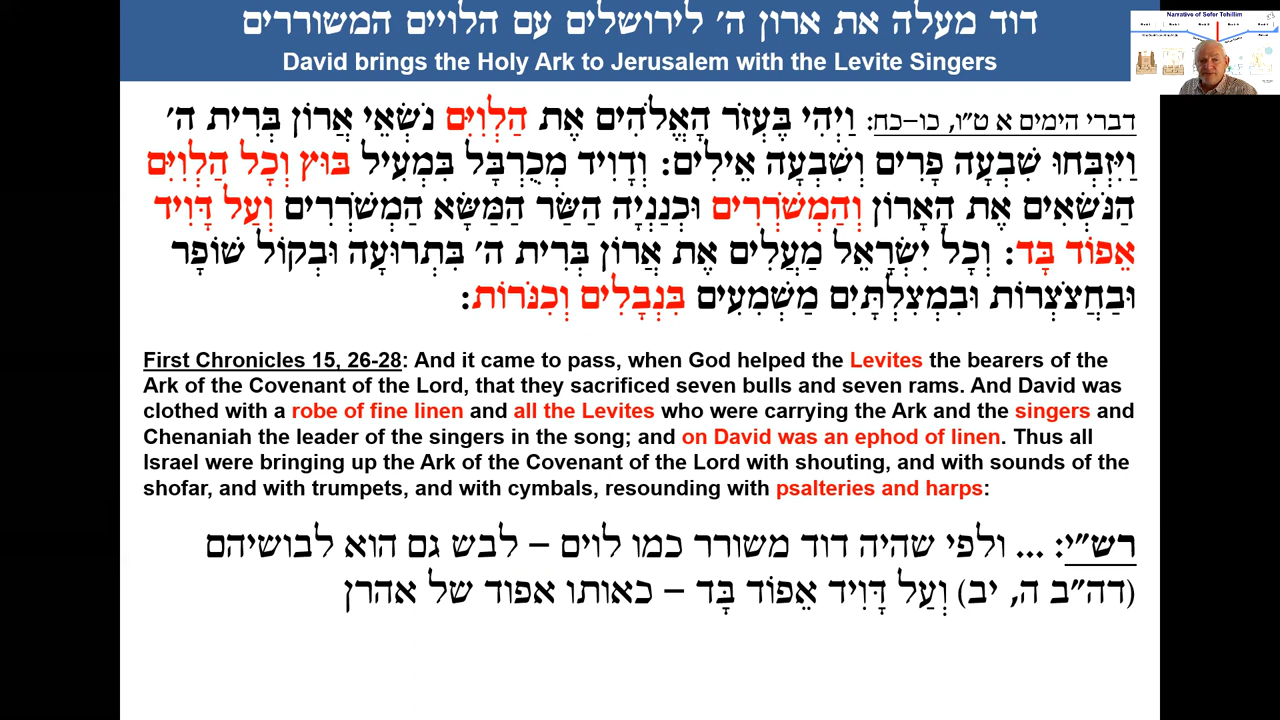 דוד מעלה את ארון ה׳ לירושלים עם הלויים המשוררים
David brings the Holy Ark to Jerusalem with the Levite Singers
Narrative of Sefer Tehillim
דברי הימים א ט״ו, כו–כח: וַיְהִי בֶּעְזֹר הָאֱלֹהִים אֶת הַלְוִיִּם נֹשְׂאֵי אֲרוֹן בְּרִית ה׳
וַיִּזְבְּחוּ שִׁבְעָה פָרִים וְשִׁבְעָה אֵילִים: וְדָוִיד מְכֻרְבָּל בִּמְעִיל בּוּץ וְכָל הַלְוִיִּם
הַנֹּשְׂאִים אֶת הָאָרוֹן וְהַמְשֹׁרְרִים וּכְנַנְיָה הַשַּׂר הַמַּשָּׂא הַמְשֹׁרְרִים וְעַל דָּוִיד
אֵפוֹד בָּד: וְכָל יִשְׂרָאֵל מַעֲלִים אֶת אֲרוֹן בְּרִית ה׳ בִּתְרוּעָה וּבְקוֹל שׁוֹפָר
וּבַחֲצֹצְרוֹת וּבִמְצִלְתָּיִם מַשְׁמִעִים בִּנְבָלִים וְכִנֹּרוֹת:
First Chronicles 15, 26-28: And it came to pass, when God helped the Levites the bearers of the
Ark of the Covenant of the Lord, that they sacrificed seven bulls and seven rams. And David was
clothed with a robe of fine linen and all the Levites who were carrying the Ark and the singers and
Chenaniah the leader of the singers in the song; and on David was an ephod of linen. Thus all
Israel were bringing up the Ark of the Covenant of the Lord with shouting, and with sounds of the
shofar, and with trumpets, and with cymbals, resounding with psalteries and harps:
רש״י: ... ולפי שהיה דוד משורר כמו לוים – לבש גם הוא לבושיהם
(דה״ב ה, יב) וְעַל דָּוִיד אֵפוֹד בָּד – כאותו אפוד של אהרן